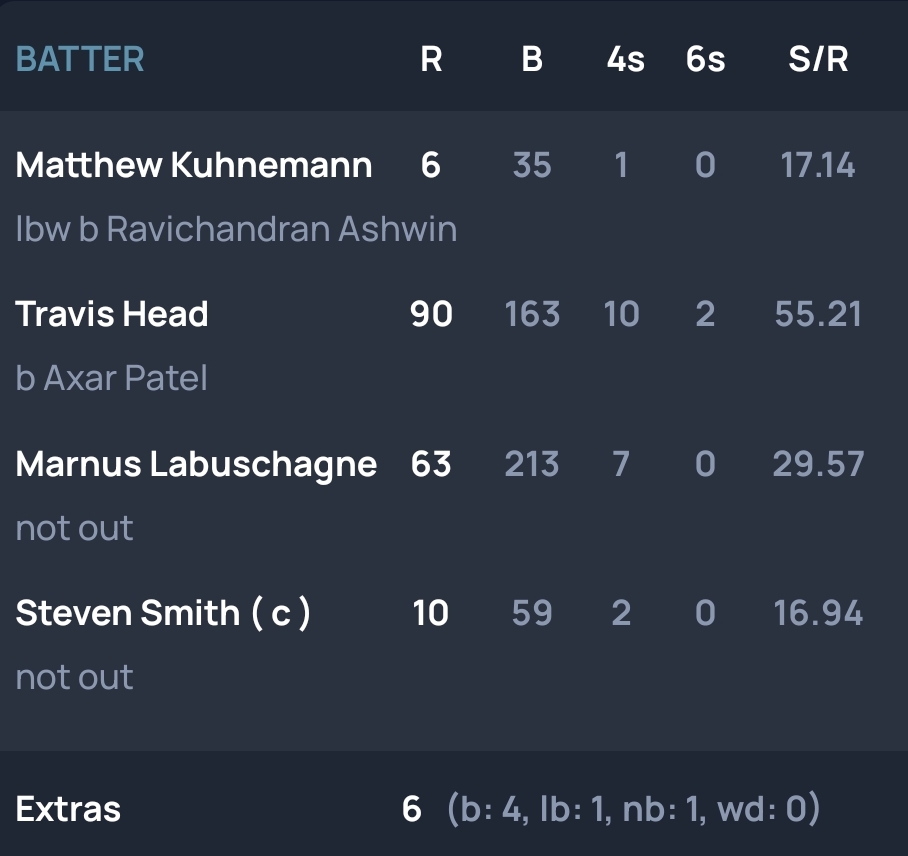 BATTER R B 4s 6s S/R
Matthew Kuhnemann 6 35 1 0 17.14
lbw b Ravichandran Ashwin
Travis Head 90 163 10 2 55.21
b Axar Patel
Marnus Labuschagne 63 213 7 0 29.57
not out
Steven Smith ( c ) 10 59 2 0 16.94
not out
Extras 6 (b: 4, lb: 1, nb: 1, wd: 0)